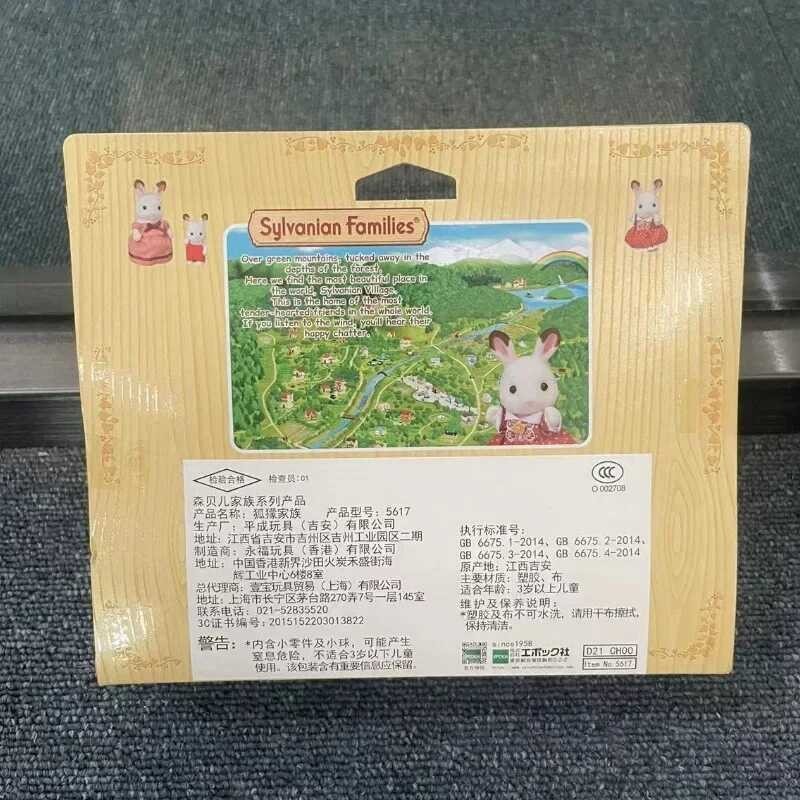 Sylvanian Families®
Over green mountains, tucked away in the
depths of the forest,
Here we find the most beautiful place in
the world, Sylvanian Village.
This is the home of the most
tender-hearted friends in the whole world.
If you listen to the wind, you'll hear their
happy chatter.
检验合格 检查员:01
森贝儿家族系列产品
产品名称: 狐獴家族 产品型号: 5617
生产厂: 平成玩具(吉安)有限公司
地址: 江西省吉安市吉州区吉州工业园区二期
制造商: 永福玩具(香港)有限公司
地址: 中国香港新界沙田火炭禾盛街海
辉工业中心6楼8室
总代理商: 壹宝玩具贸易(上海)有限公司
地址: 上海市长宁区茅台路270弄7号一层145室
联系电话: 021-52835520
3C证书编号: 2015152203013822
警告: *内含小零件及小球, 可能产生
窒息危险, 不适合3岁以下儿童
使用。该包装含有重要信息应保留。
CCC
O 002708
执行标准号:
GB 6675.1-2014、GB 6675.2-2014、
GB 6675.3-2014、GB 6675.4-2014
原产地: 江西吉安
主要材质: 塑胶、布
适合年龄: 3岁以上儿童
维护及保养说明:
*塑胶及布不可水洗, 请用干布擦拭,
保持清洁。
エポック社
D21 CH00
Item No.5617